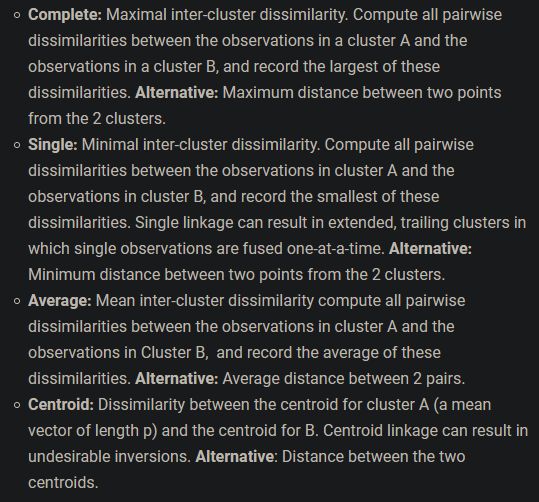 Complete: Maximal inter-cluster dissimilarity. Compute all pairwise
dissimilarities between the observations in a cluster A and the
observations in a cluster B, and record the largest of these
dissimilarities. Alternative: Maximum distance between two points
from the 2 clusters.
Single: Minimal inter-cluster dissimilarity. Compute all pairwise
dissimilarities between the observations in cluster A and the
observations in cluster B, and record the smallest of these
dissimilarities. Single linkage can result in extended, trailing clusters in
which single observations are fused one-at-a-time. Alternative:
Minimum distance between two points from the 2 clusters.
Average: Mean inter-cluster dissimilarity compute all pairwise
dissimilarities between the observations in cluster A and the
observations in Cluster B,  and record the average of these
dissimilarities. Alternative: Average distance between 2 pairs.
Centroid: Dissimilarity between the centroid for cluster A (a mean
vector of length p) and the centroid for B. Centroid linkage can result in
undesirable inversions. Alternative: Distance between the two
centroids.